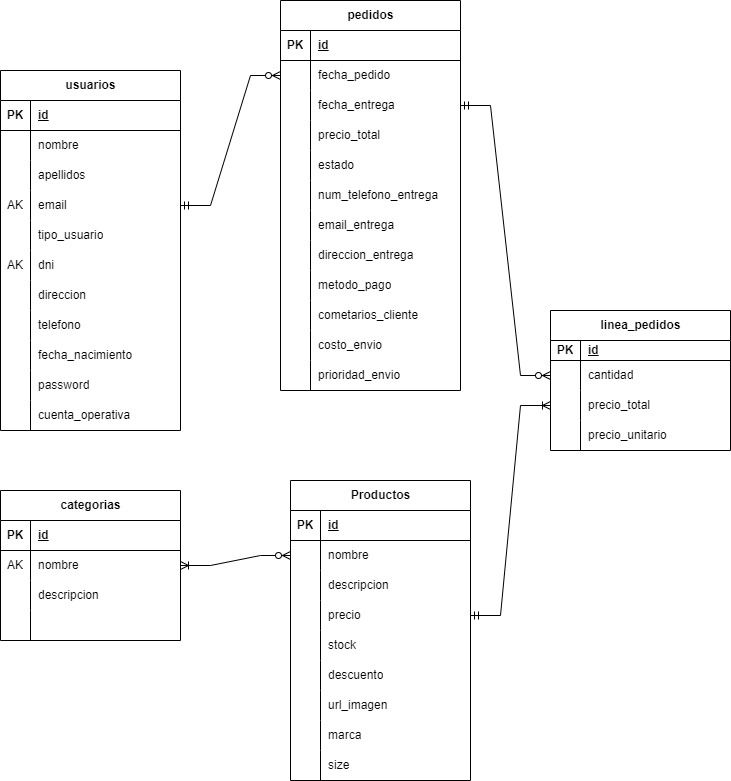 pedidos
PK id
fecha_pedido
fecha_entrega
precio_total
estado
num_telefono_entrega
email_entrega
direccion_entrega
metodo_pago
cometarios_cliente
costo_envio
prioridad_envio
usuarios
PK id
nombre
apellidos
AK email
tipo_usuario
AK dni
direccion
telefono
fecha_nacimiento
password
cuenta_operativa
linea_pedidos
PK id
cantidad
precio_total
precio_unitario
categorias
PK id
AK nombre
descripcion
Productos
PK id
nombre
descripcion
precio
stock
descuento
url_imagen
marca
size